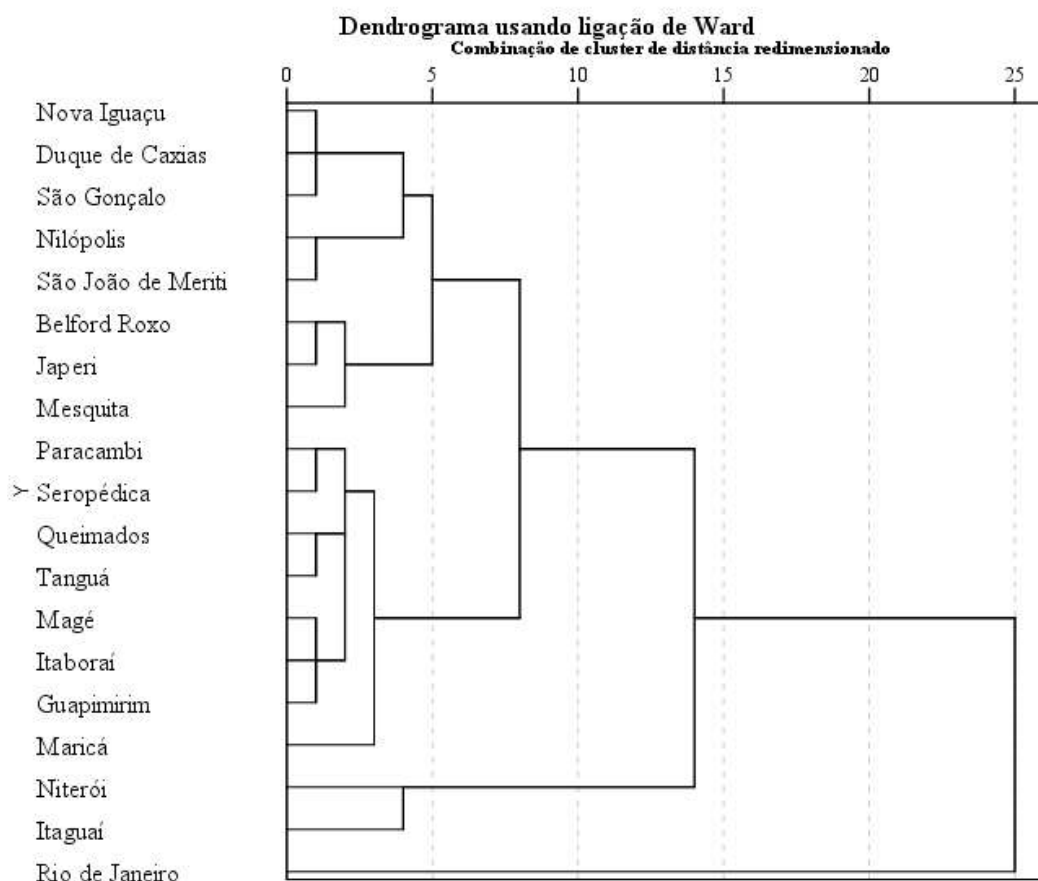 Dendrograma usando ligação de Ward
Combinação de cluster de distância redimensionado
0 5 10 15 20 25
Nova Iguaçu
Duque de Caxias
São Gonçalo
Nilópolis
São João de Meriti
Belford Roxo
Japeri
Mesquita
Paracambi
Y
Seropédica
Queimados
Tanguá
Magé
Itaboraí
Guapimirim
Maricá
Niterói
Itaguaí
Rio de Janeiro